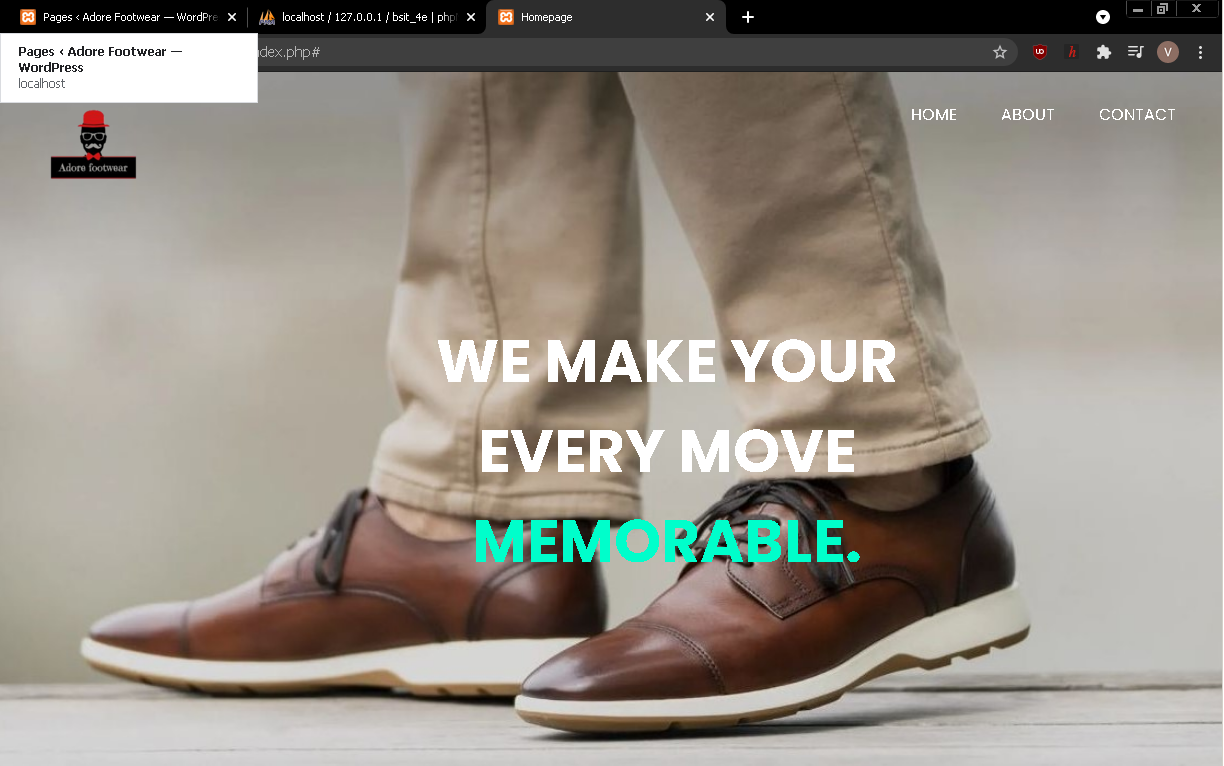 Pages ‹ Adore Footwear — WordPre
localhost / 127.0.0.1 / bsit_4e | php
Homepage
Pages ‹ Adore Footwear —
WordPress
localhost
ndex.php#
UD
h
V
Adore footwear
HOME
ABOUT
CONTACT
WE MAKE YOUR
EVERY MOVE
MEMORABLE.